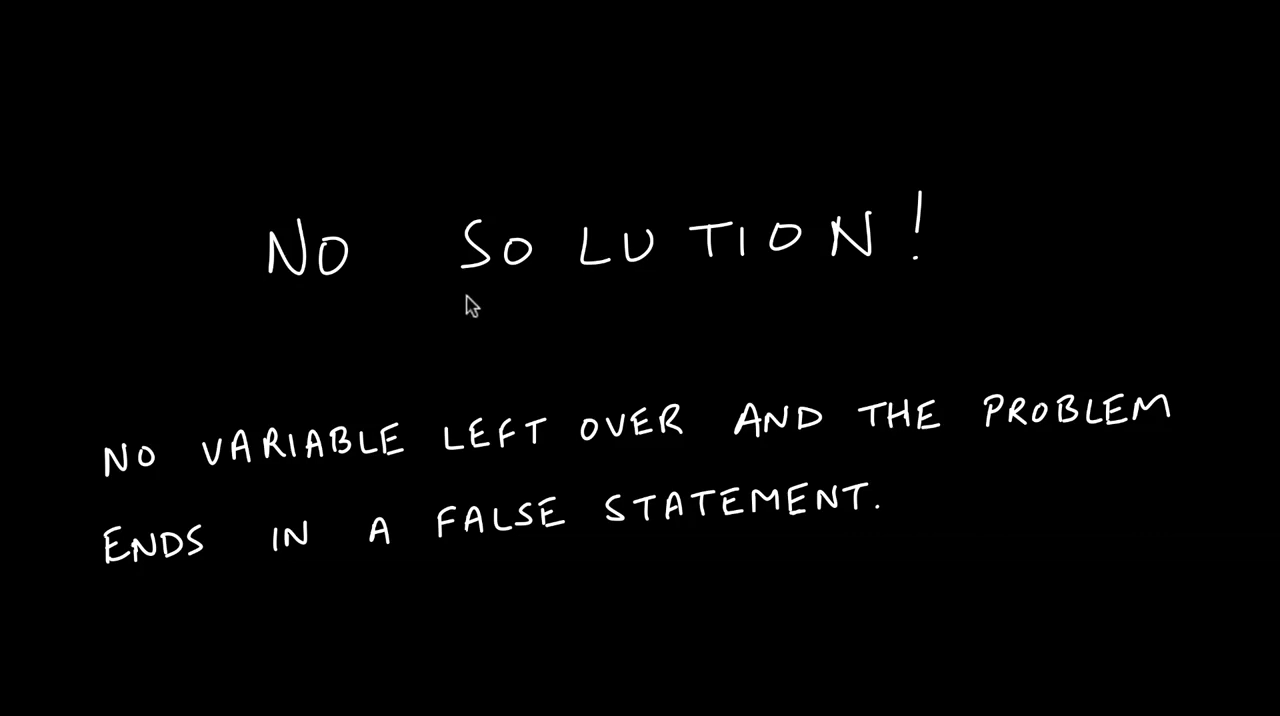 NO SOLUTION!
NO VARIABLE LEFT OVER AND THE PROBLEM
ENDS IN A FALSE STATEMENT.